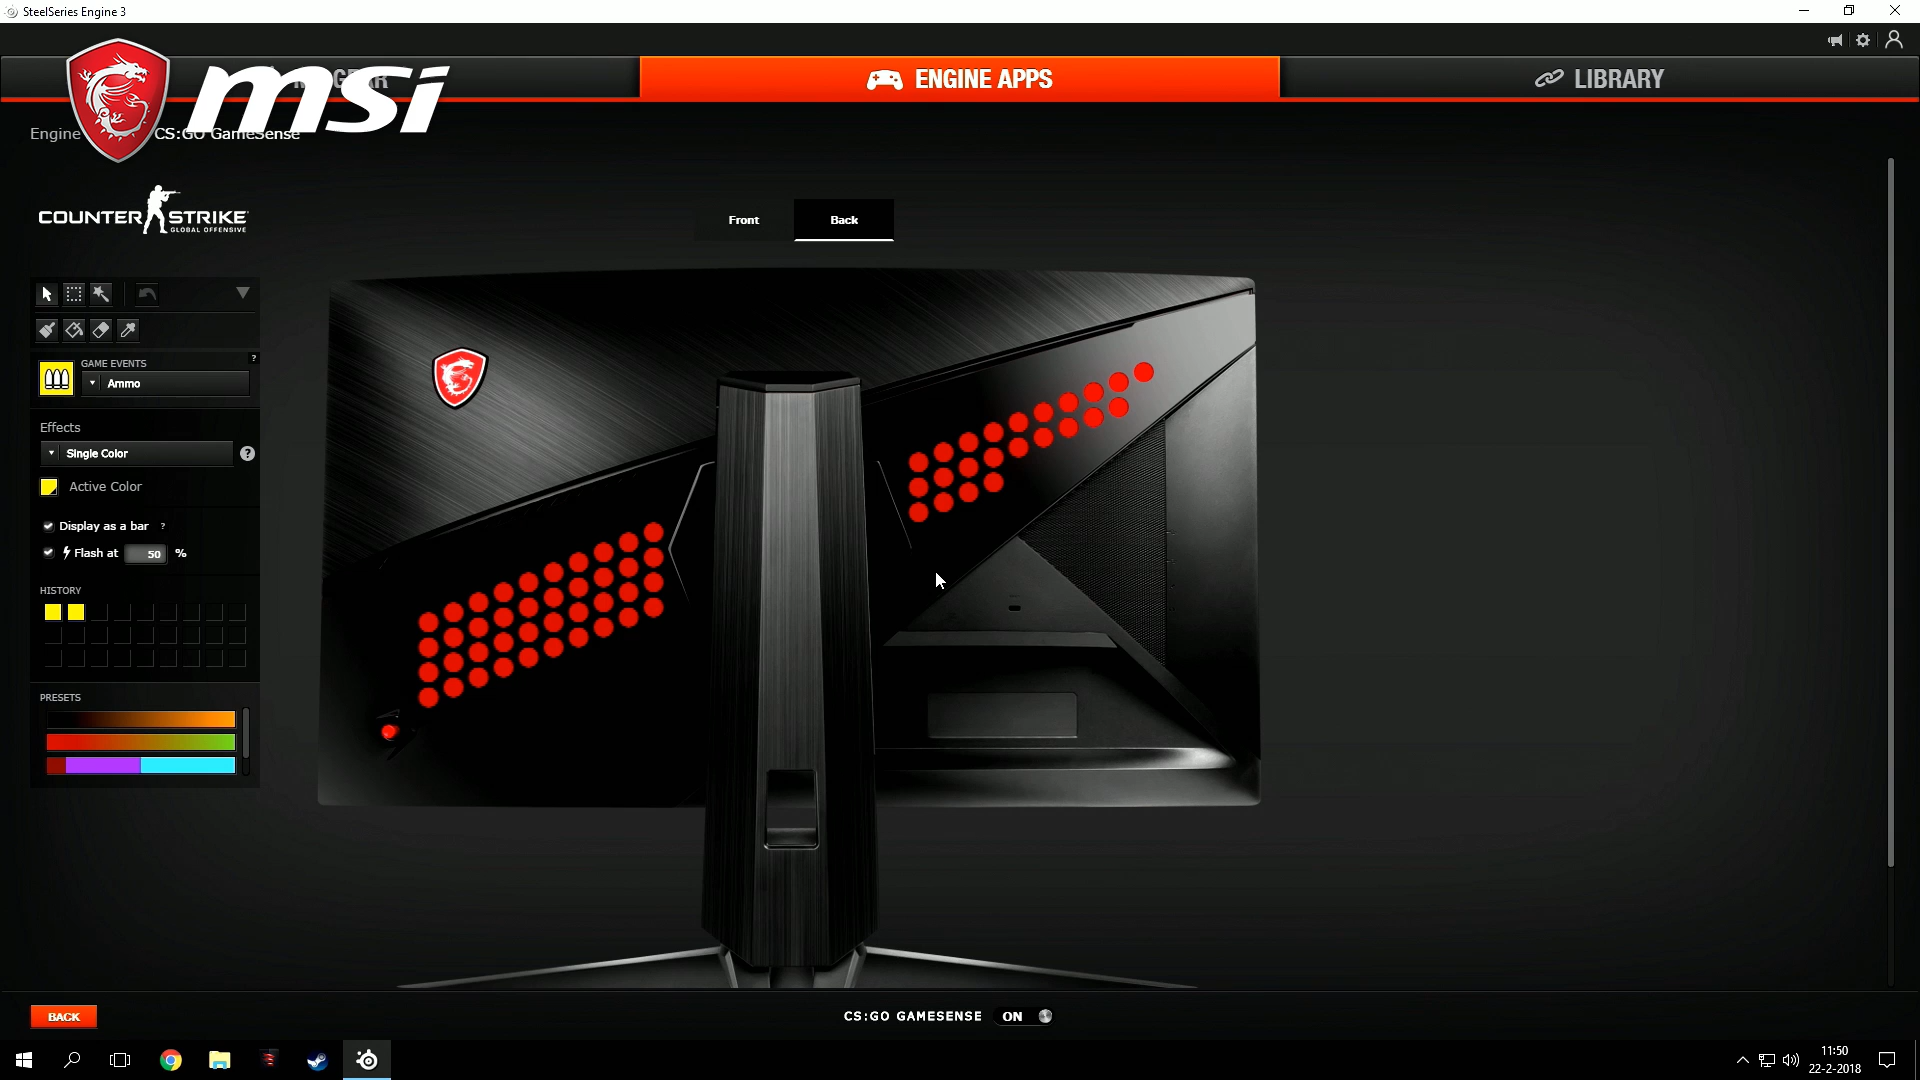 SteelSeries Engine 3
msi
GEAR
ENGINE APPS
LIBRARY
Engine
CS:GO GameSense
COUNTER STRIKE
GLOBAL OFFENSIVE
Front
Back
?
GAME EVENTS
Ammo
Effects
Single Color
?
Active Color
Display as a bar ?
Flash at 50 %
HISTORY
PRESETS
BACK
CS:GO GAMESENSE ON
11:50
22-2-2018